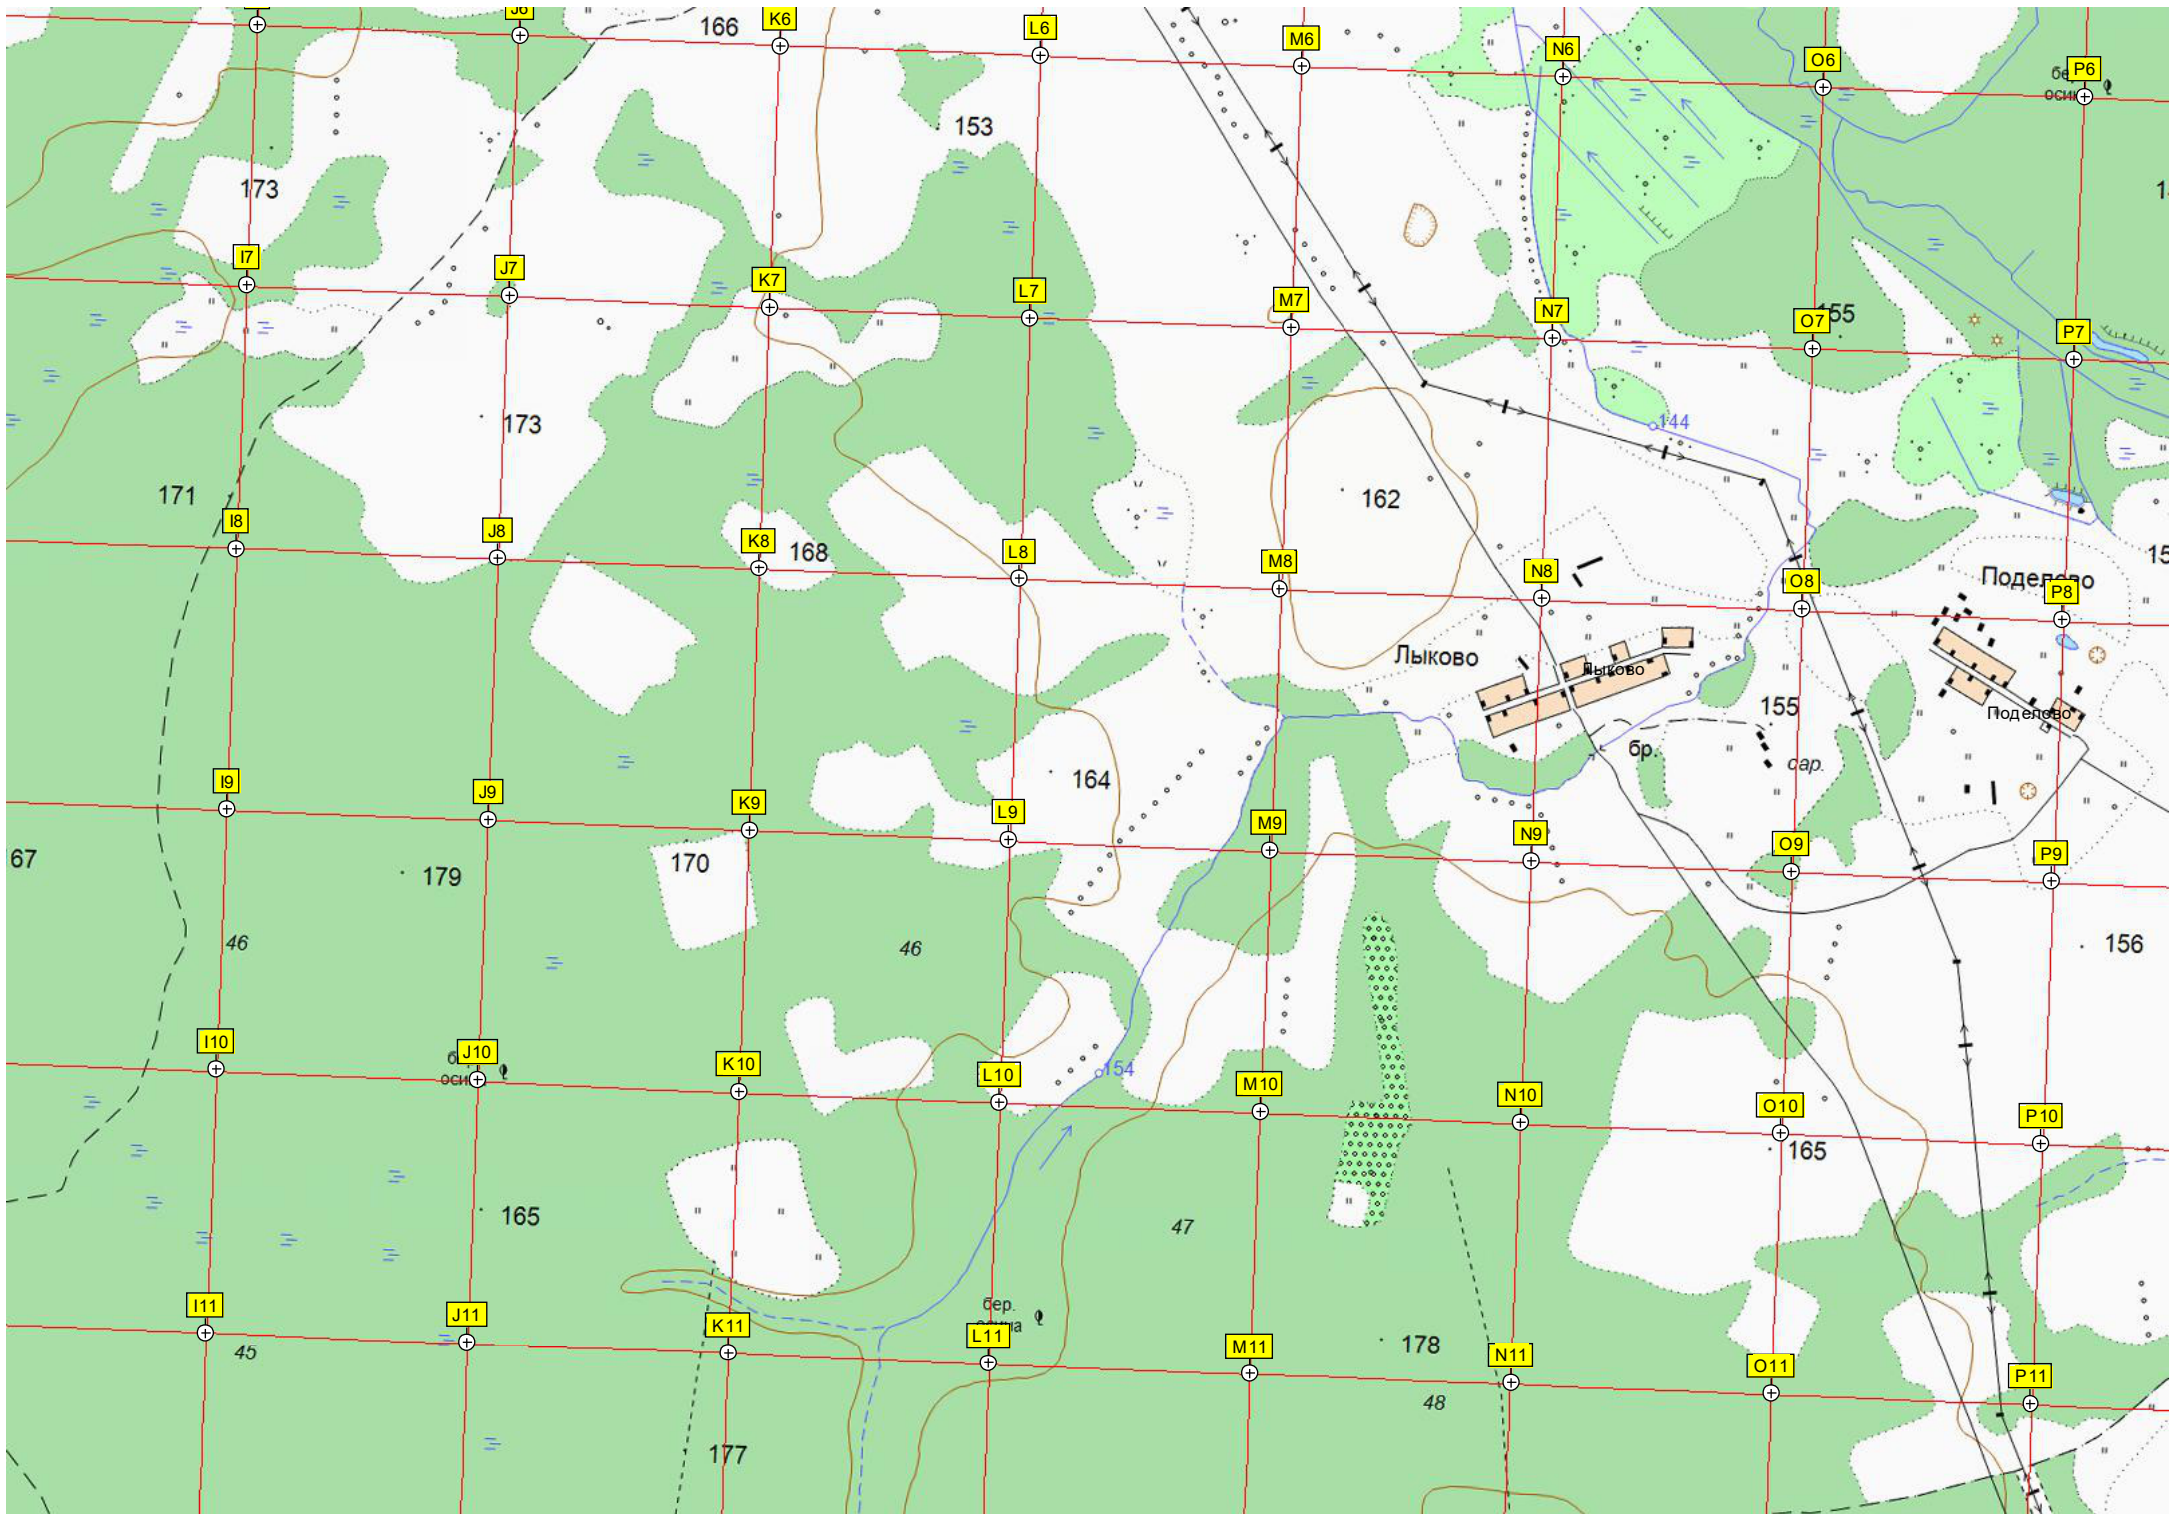 J6
166
K6
L6
M6
N6
O6
P6
153
173
I7
J7
K7
L7
M7
N7
O7
155
P7
144
173
171
162
I8
J8
K8
168
L8
M8
N8
O8
Поделово
P8
Лыково
Лыково
155
Поделово
бр.
сар.
164
I9
J9
K9
L9
M9
N9
O9
P9
67
179
170
46
46
156
I10
J10
K10
L10
154
M10
N10
O10
P10
165
165
47
бер.
I11
J11
K11
L11
M11
178
N11
O11
P11
45
48
177